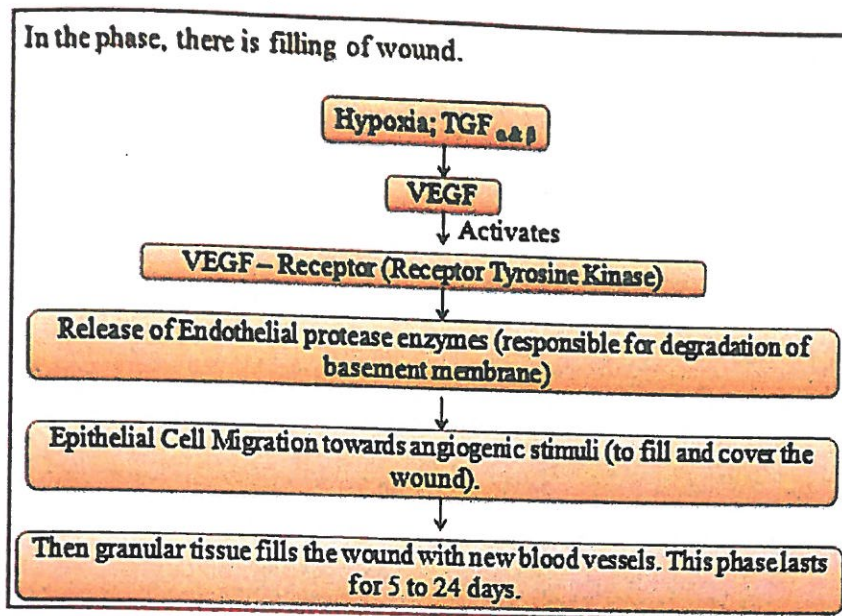 In the phase, there is filling of wound.
Hypoxia; TGF α & β
VEGF
Activates
VEGF – Receptor (Receptor Tyrosine Kinase)
Release of Endothelial protease enzymes (responsible for degradation of
basement membrane)
Epithelial Cell Migration towards angiogenic stimuli (to fill and cover the
wound).
Then granular tissue fills the wound with new blood vessels. This phase lasts
for 5 to 24 days.